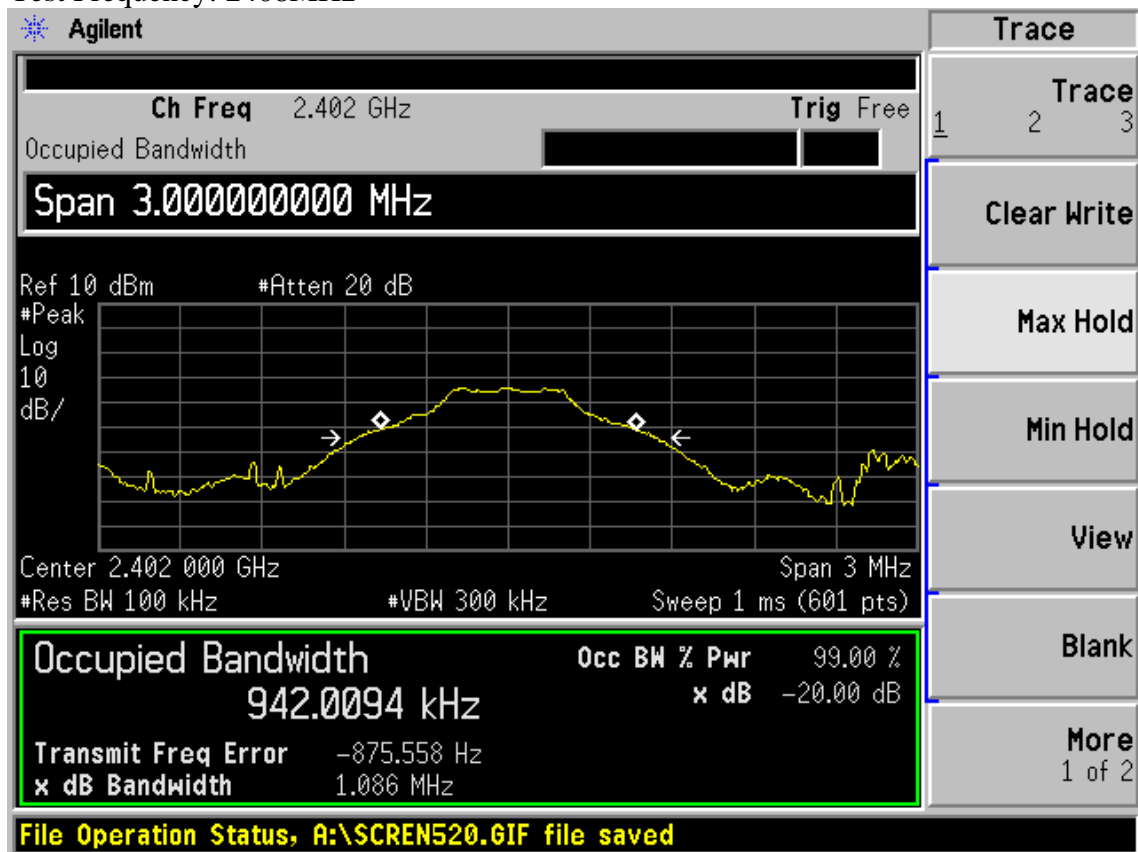 Agilent
Trace
Ch Freq 2.402 GHz Trig Free
Occupied Bandwidth
Span 3.000000000 MHz
Ref 10 dBm #Atten 20 dB
#Peak
Log
10
dB/
Center 2.402 000 GHz Span 3 MHz
#Res BW 100 kHz #VBW 300 kHz Sweep 1 ms (601 pts)
Occupied Bandwidth
942.0094 kHz
Occ BW % Pwr 99.00 %
x dB -20.00 dB
Transmit Freq Error -875.558 Hz
x dB Bandwidth 1.086 MHz
File Operation Status, A:\SCREN520.GIF file saved
Trace
1 2 3
Clear Write
Max Hold
Min Hold
View
Blank
More
1 of 2